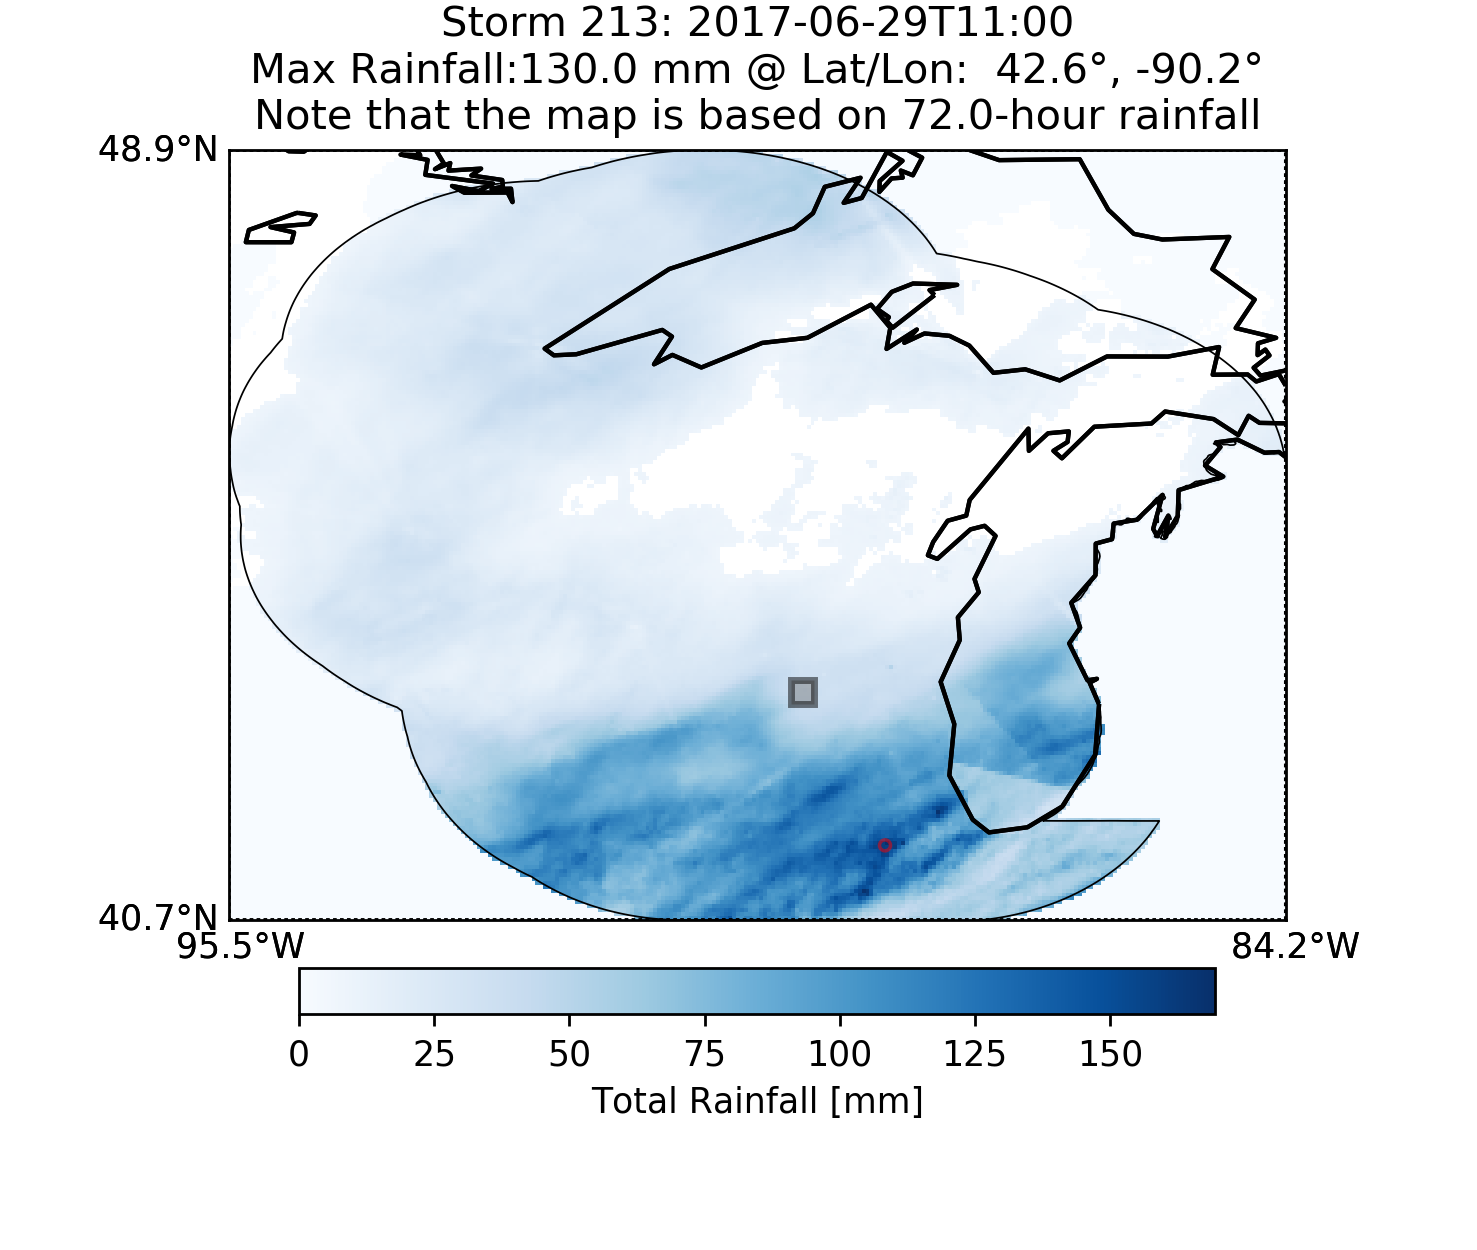 Storm 213: 2017-06-29T11:00
Max Rainfall:130.0 mm @ Lat/Lon:  42.6°, -90.2°
Note that the map is based on 72.0-hour rainfall
48.9°N
40.7°N
95.5°W 84.2°W
0 25 50 75 100 125 150
Total Rainfall [mm]